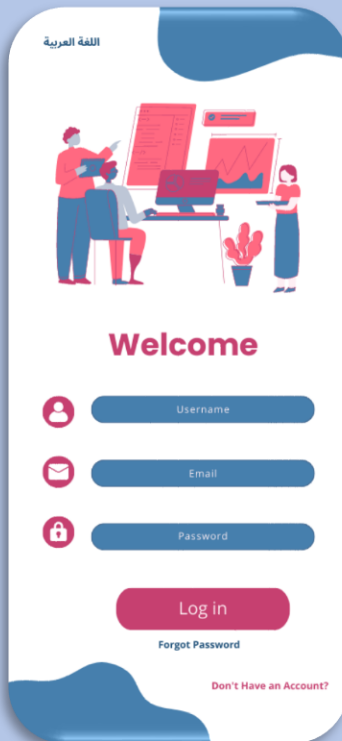 اللغة العربية
Welcome
Username
Email
Password
Log in
Forgot Password
Don't Have an Account?